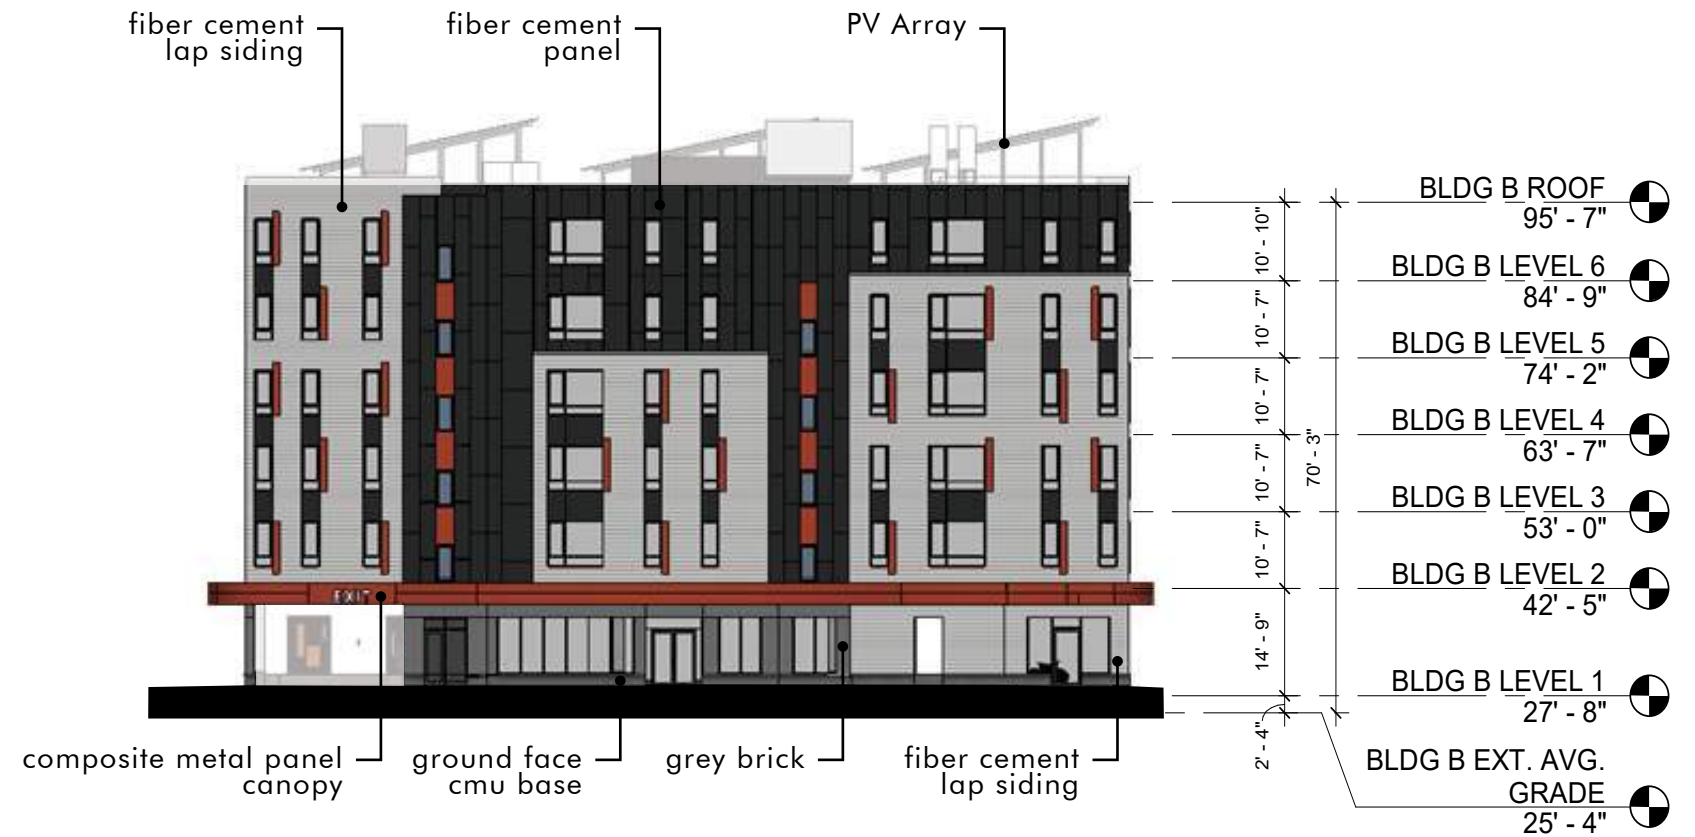 fiber cement
lap siding
fiber cement
panel
PV Array
BLDG B ROOF
95' - 7"
10' - 10"
BLDG B LEVEL 6
84' - 9"
10' - 7"
BLDG B LEVEL 5
74' - 2"
10' - 7"
BLDG B LEVEL 4
63' - 7"
10' - 7"
70' - 3"
BLDG B LEVEL 3
53' - 0"
10' - 7"
BLDG B LEVEL 2
42' - 5"
EXIT
14' - 9"
BLDG B LEVEL 1
27' - 8"
2' - 4"
composite metal panel
canopy
ground face
cmu base
grey brick
fiber cement
lap siding
BLDG B EXT. AVG.
GRADE
25' - 4"